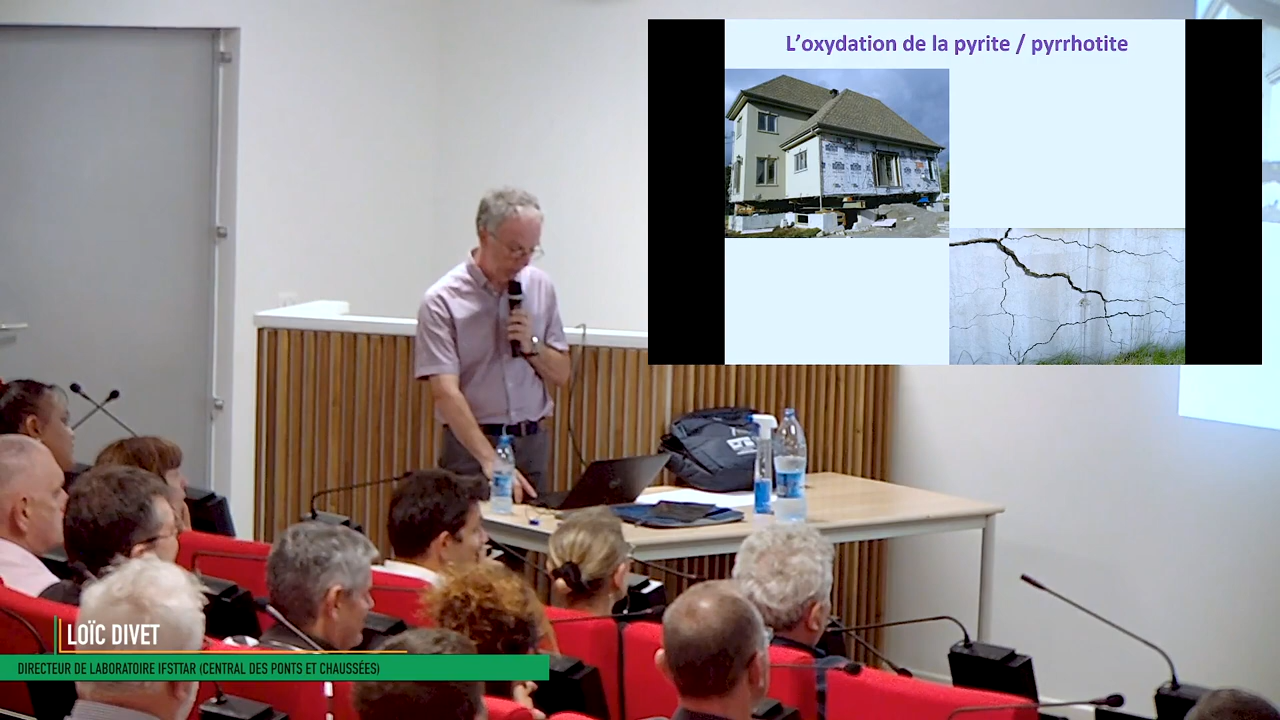 L'oxydation de la pyrite / pyrrhotite
LOÏC DIVET
DIRECTEUR DE LABORATOIRE IFSTTAR (CENTRAL DES PONTS ET CHAUSSÉES)